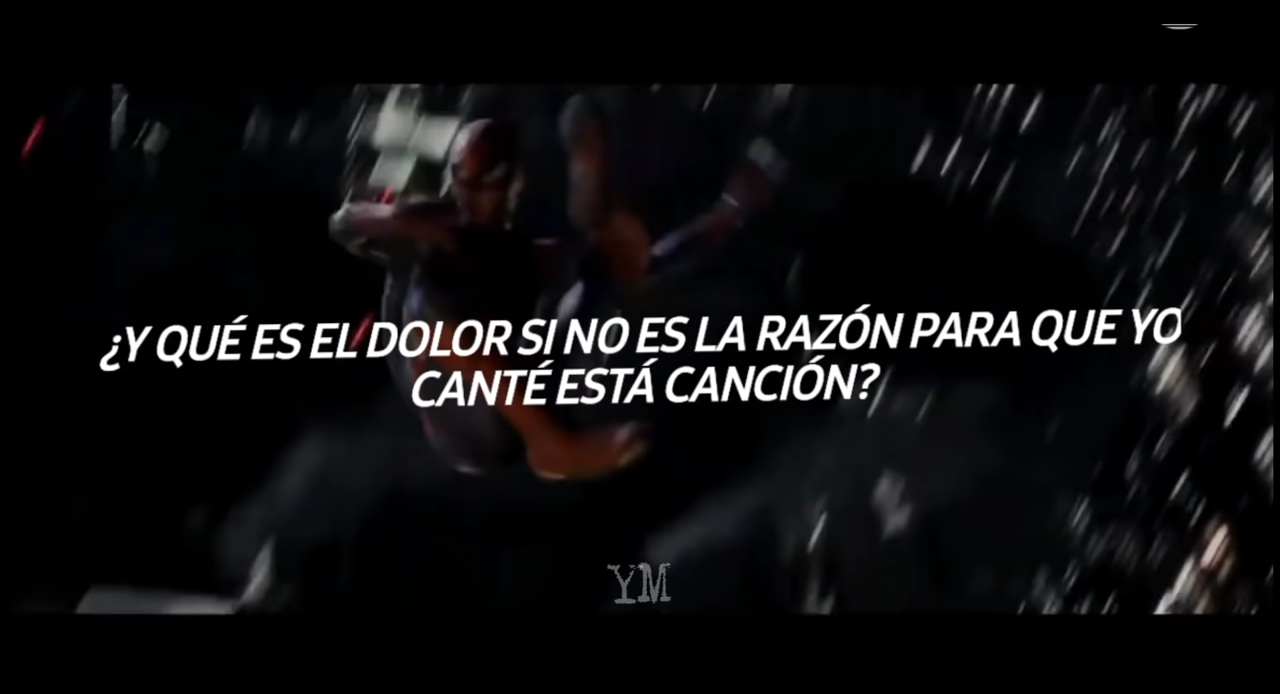 ¿Y QUÉ ES EL DOLOR SI NO ES LA RAZÓN PARA QUE YO
CANTÉ ESTÁ CANCIÓN?
YM